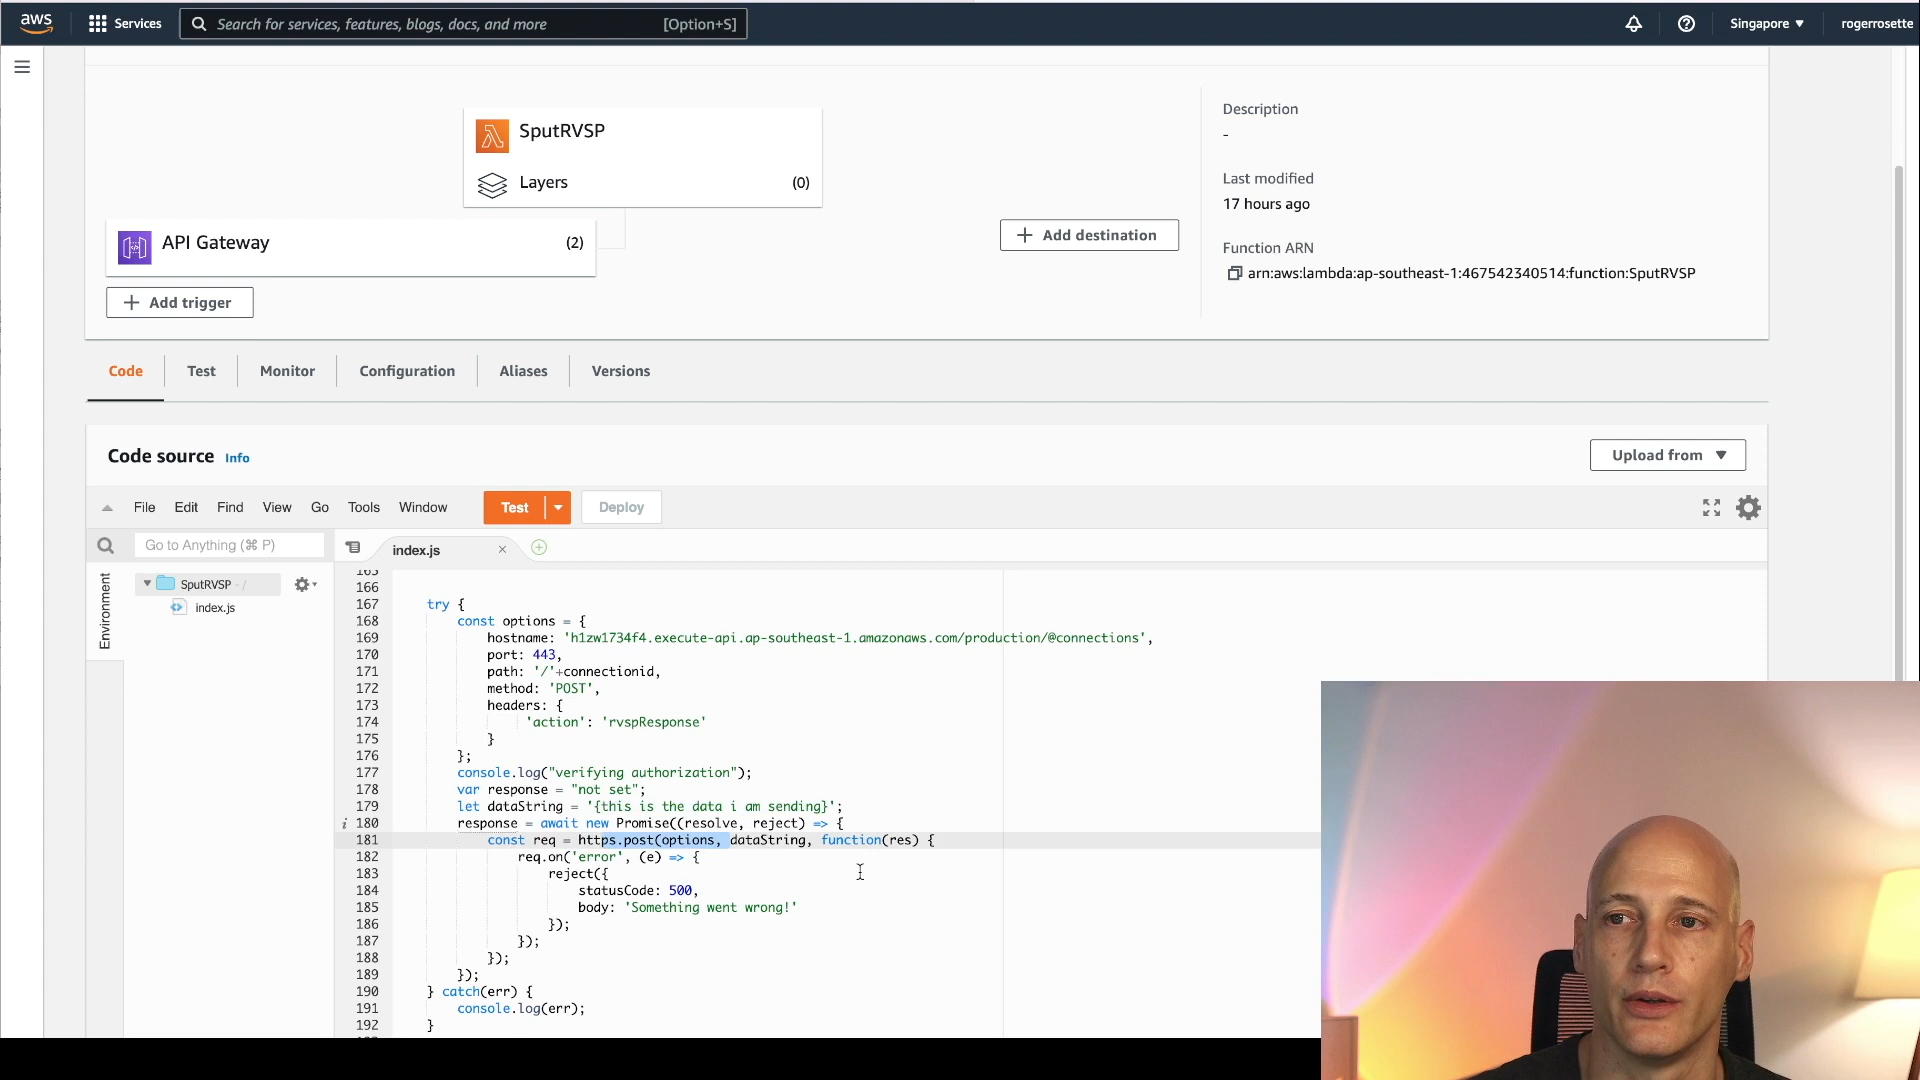 aws
Services
Search for services, features, blogs, docs, and more
[Option+S]
Singapore ▼
rogerrosette
SputRVSP
Layers
(0)
API Gateway
(2)
+ Add trigger
+ Add destination
Description
-
Last modified
17 hours ago
Function ARN
arn:aws:lambda:ap-southeast-1:467542340514:function:SputRVSP
Code
Test
Monitor
Configuration
Aliases
Versions
Code source Info
Upload from ▼
File Edit Find View Go Tools Window
Test
Deploy
Go to Anything (⌘ P)
index.js
Environment
SputRVSP - /
index.js
165
166
167 try {
168 const options = {
169 hostname: 'h1zw1734f4.execute-api.ap-southeast-1.amazonaws.com/production/@connections',
170 port: 443,
171 path: '/'+connectionid,
172 method: 'POST',
173 headers: {
174 'action': 'rvspResponse'
175 }
176 };
177 console.log("verifying authorization");
178 var response = "not set";
179 let dataString = '{this is the data i am sending}';
180 response = await new Promise((resolve, reject) => {
181 const req = https.post(options, dataString, function(res) {
182 req.on('error', (e) => {
183 reject({
184 statusCode: 500,
185 body: 'Something went wrong!'
186 });
187 });
188 });
189 });
190 } catch(err) {
191 console.log(err);
192 }